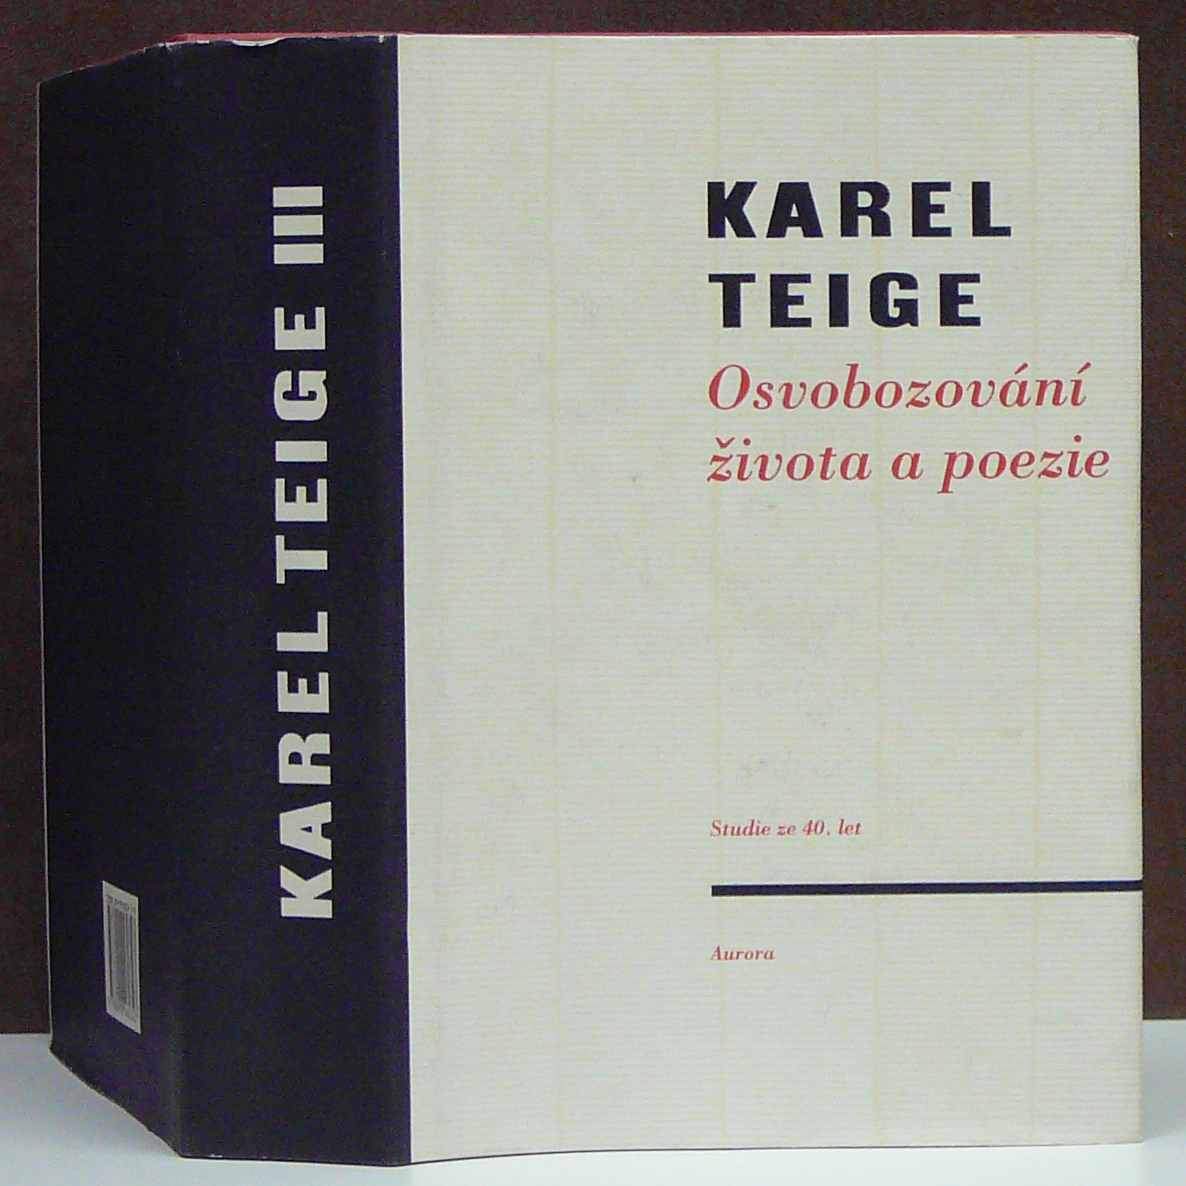 KAREL TEIGE III
KAREL
TEIGE
Osvobozování
života a poezie
Studie ze 40. let
Aurora